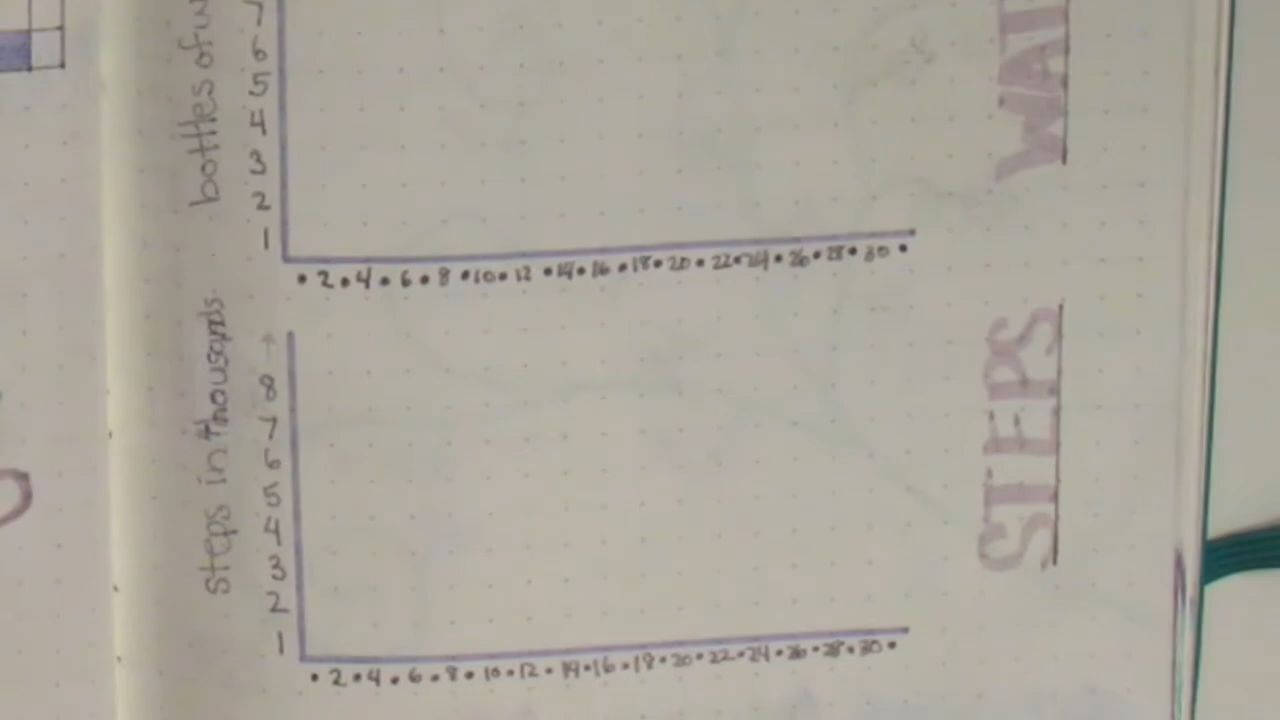 bottles of w
7
6
5
4
3
2
1
• 2 • 4 • 6 • 8 • 10 • 12 • 14 • 16 • 18 • 20 • 22 • 24 • 26 • 28 • 30 •
WAT
steps in thousands
8
7
6
5
4
3
2
1
• 2 • 4 • 6 • 8 • 10 • 12 • 14 • 16 • 18 • 20 • 22 • 24 • 26 • 28 • 30 •
STEPS